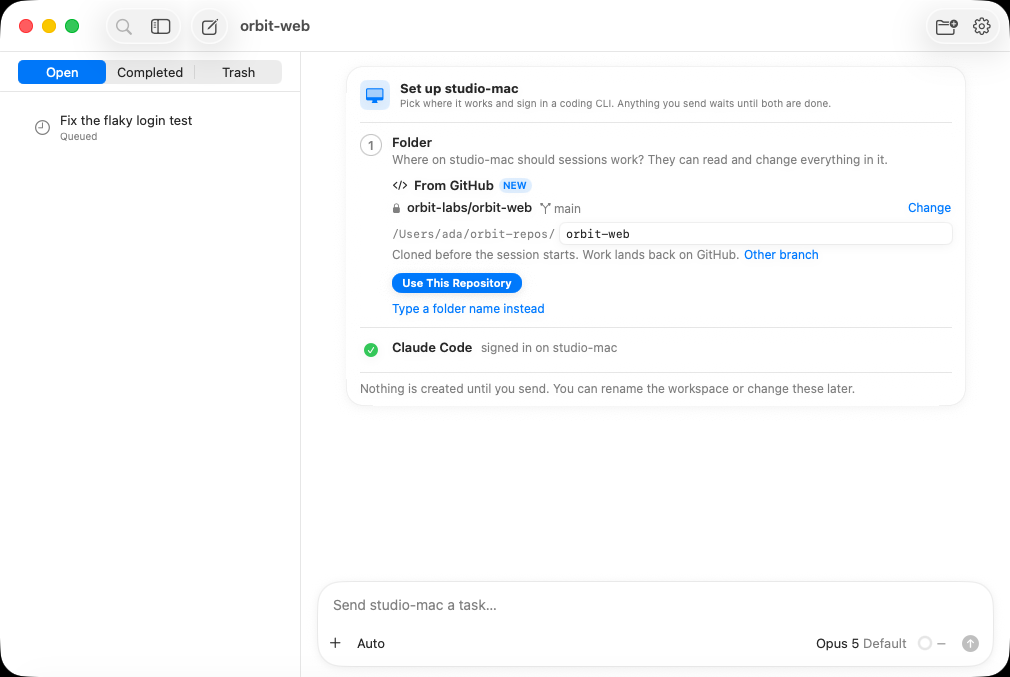 orbit-web
Open
Completed
Trash
Fix the flaky login test
Queued
Set up studio-mac
Pick where it works and sign in a coding CLI. Anything you send waits until both are done.
1
Folder
Where on studio-mac should sessions work? They can read and change everything in it.
</> From GitHub NEW
orbit-labs/orbit-web main Change
/Users/ada/orbit-repos/ orbit-web
Cloned before the session starts. Work lands back on GitHub. Other branch
Use This Repository
Type a folder name instead
Claude Code signed in on studio-mac
Nothing is created until you send. You can rename the workspace or change these later.
Send studio-mac a task...
+ Auto
Opus 5 Default –